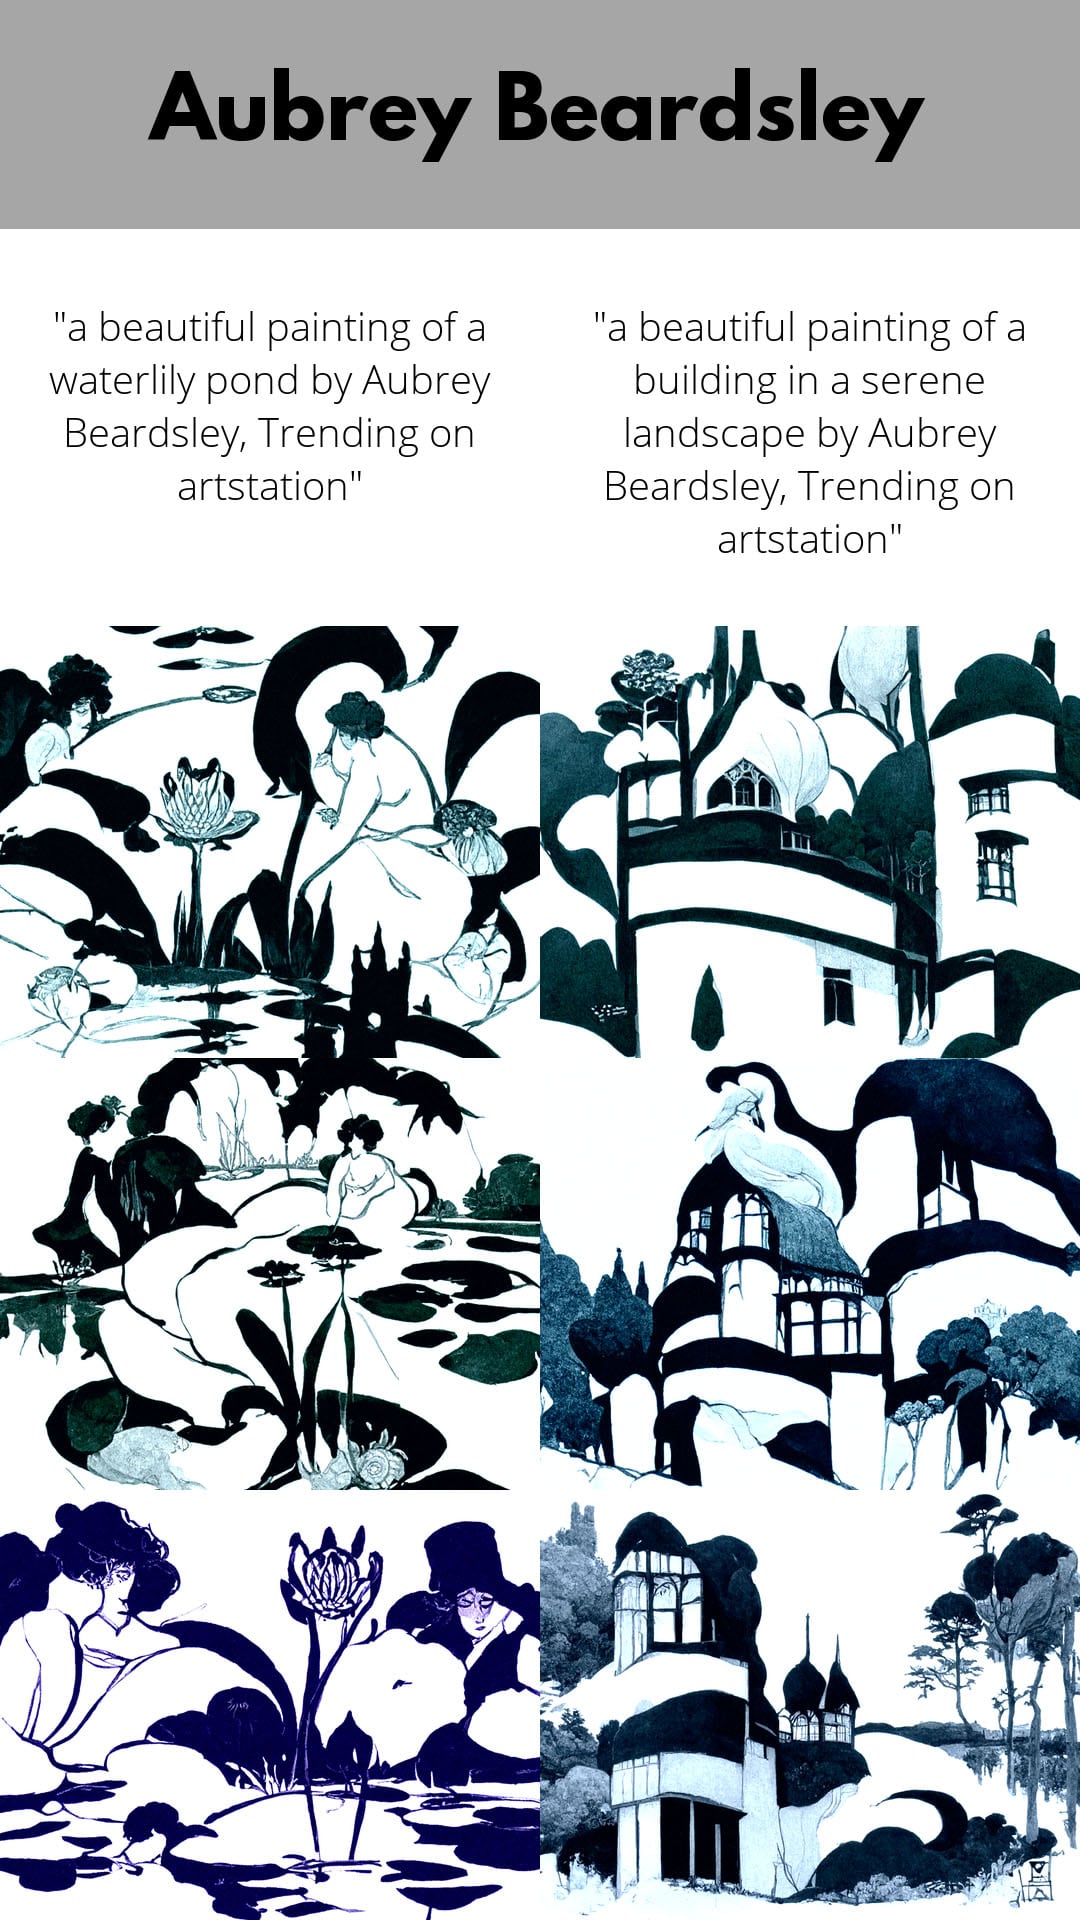 Aubrey Beardsley
"a beautiful painting of a
waterlily pond by Aubrey
Beardsley, Trending on
artstation"
"a beautiful painting of a
building in a serene
landscape by Aubrey
Beardsley, Trending on
artstation"